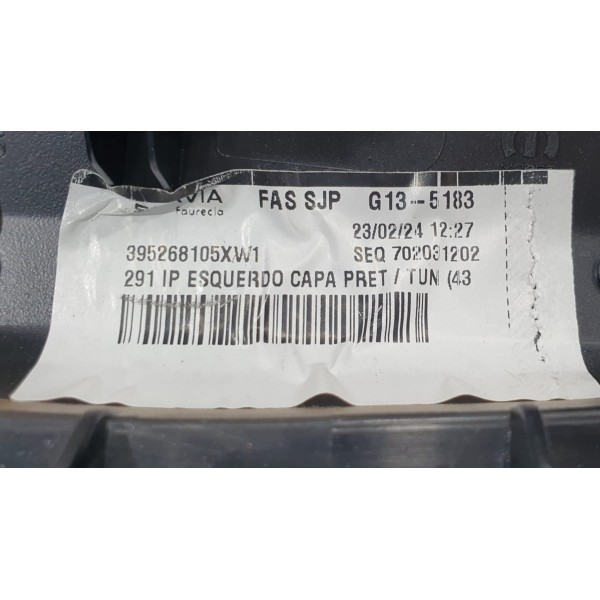 VIA FAS SJP G13--5183
Faurecia
23/02/24 12:27
395268105XW1 SEQ 702031202
291 IP ESQUERDO CAPA PRET / TUN (43